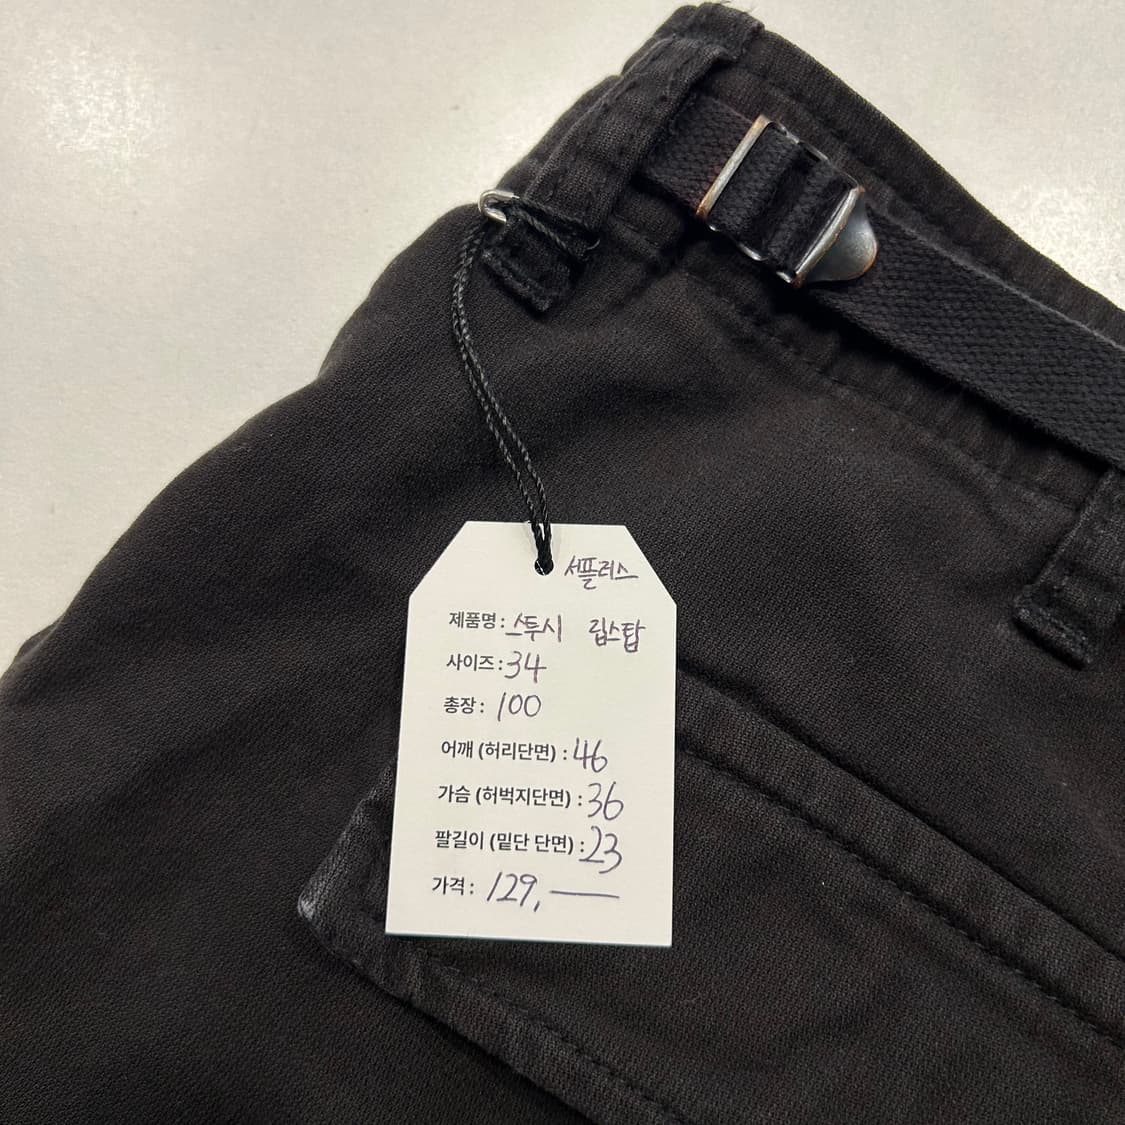 서플러스
제품명: 스투시 립스탑
사이즈: 34
총장: 100
어깨 (허리단면) : 46
가슴 (허벅지단면) : 36
팔길이 (밑단 단면) : 23
가격: 129,—